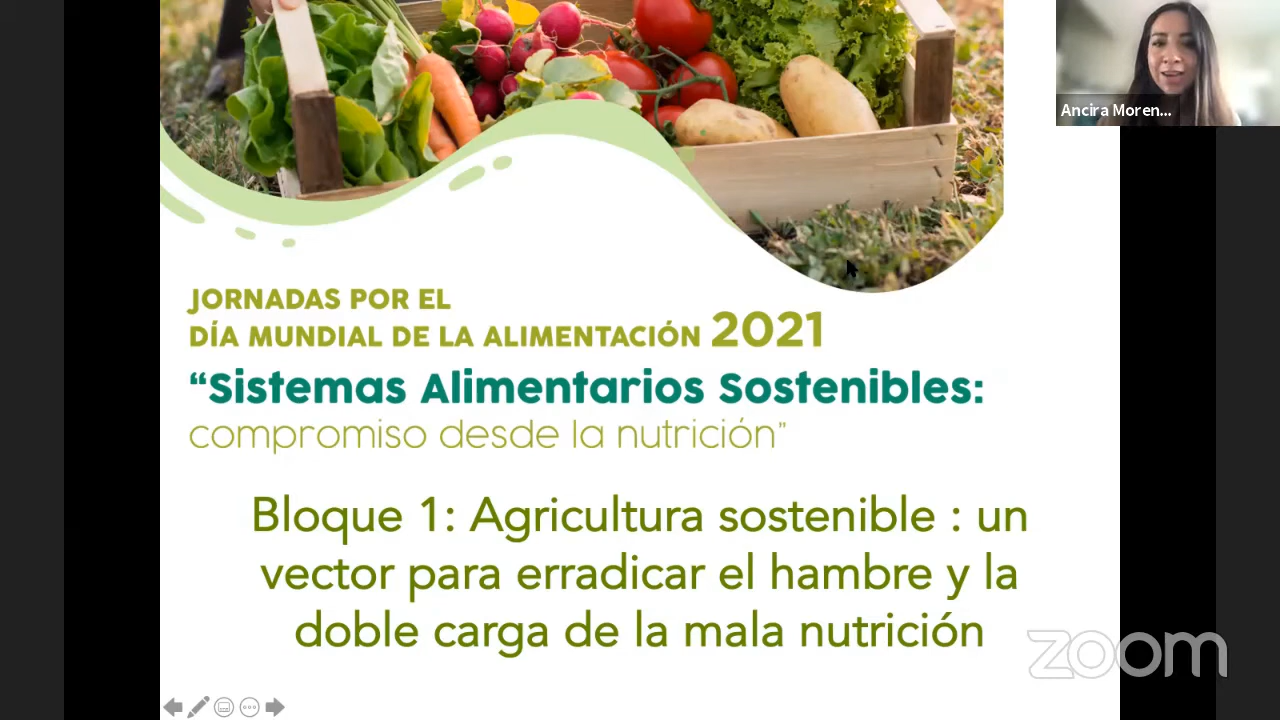 Ancira Moren...
JORNADAS POR EL
DÍA MUNDIAL DE LA ALIMENTACIÓN 2021
“Sistemas Alimentarios Sostenibles:
compromiso desde la nutrición”
Bloque 1: Agricultura sostenible : un
vector para erradicar el hambre y la
doble carga de la mala nutrición
zoom